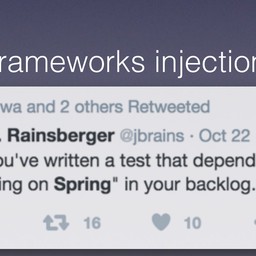 rameworks injection
wa and 2 others Retweeted
. Rainsberger @jbrains · Oct 22
ou've written a test that depend
ing on Spring" in your backlog.
16 10